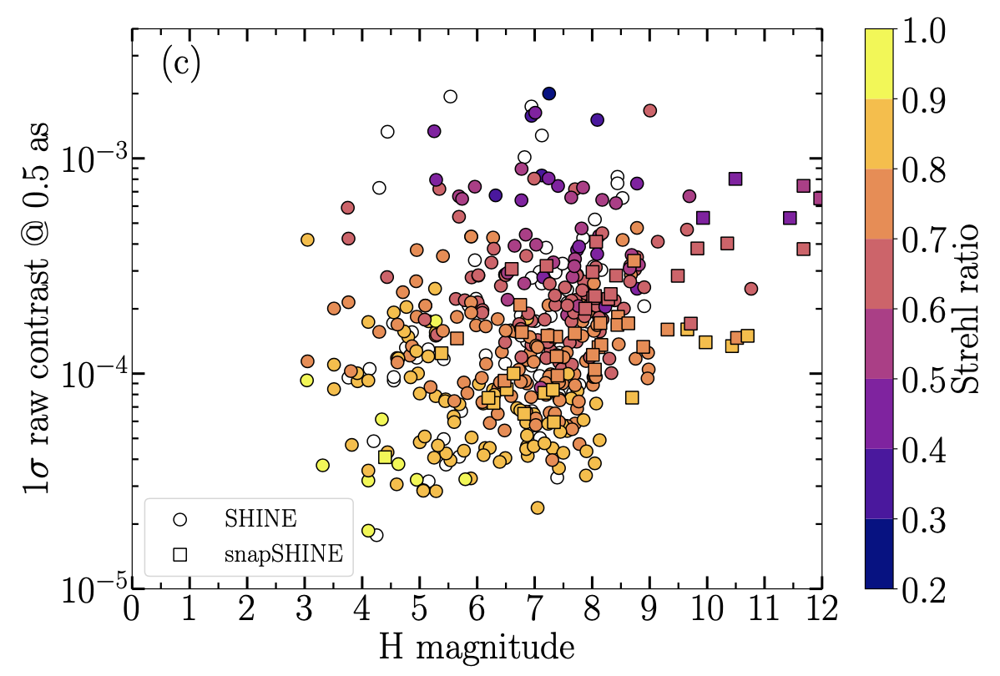 (c)
1σ raw contrast @ 0.5 as
10⁻³
10⁻⁴
10⁻⁵
SHINE
snapSHINE
0 1 2 3 4 5 6 7 8 9 10 11 12
H magnitude
1.0
0.9
0.8
0.7
0.6
0.5
0.4
0.3
0.2
Strehl ratio